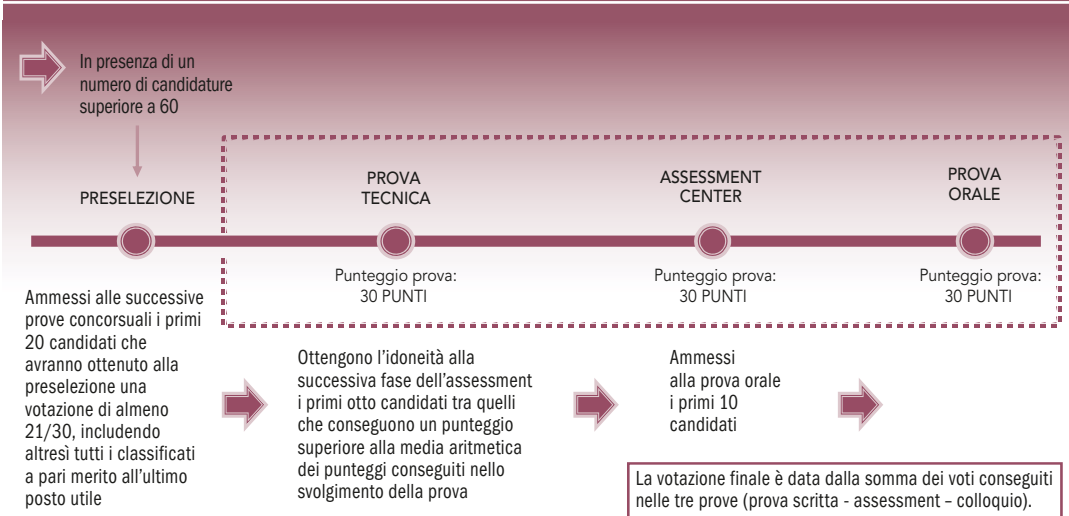 In presenza di un
numero di candidature
superiore a 60
PRESELEZIONE
PROVA
TECNICA
ASSESSMENT
CENTER
PROVA
ORALE
Punteggio prova:
30 PUNTI
Punteggio prova:
30 PUNTI
Punteggio prova:
30 PUNTI
Ammessi alle successive
prove concorsuali i primi
20 candidati che
avranno ottenuto alla
preselezione una
votazione di almeno
21/30, includendo
altresì tutti i classificati
a pari merito all'ultimo
posto utile
Ottengono l'idoneità alla
successiva fase dell'assessment
i primi otto candidati tra quelli
che conseguono un punteggio
superiore alla media aritmetica
dei punteggi conseguiti nello
svolgimento della prova
Ammessi
alla prova orale
i primi 10
candidati
La votazione finale è data dalla somma dei voti conseguiti
nelle tre prove (prova scritta - assessment – colloquio).